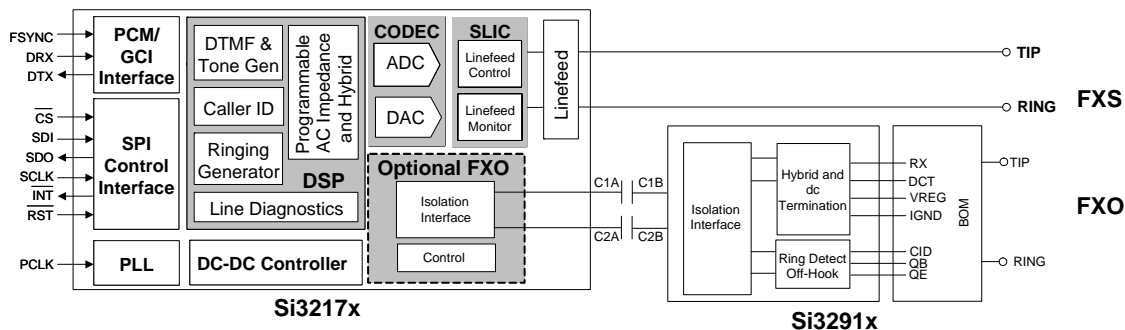 FSYNC
DRX
DTX
PCM/
GCI
Interface
CS
SDI
SDO
SCLK
INT
RST
SPI
Control
Interface
PCLK
PLL
DTMF &
Tone Gen
Caller ID
Ringing
Generator
Programmable
AC Impedance
and Hybrid
DSP
Line Diagnostics
DC-DC Controller
CODEC
ADC
DAC
SLIC
Linefeed
Control
Linefeed
Monitor
Linefeed
Optional FXO
Isolation
Interface
Control
Si3217x
TIP
RING
FXS
C1A
C1B
C2A
C2B
Isolation
Interface
Hybrid and
dc
Termination
Ring Detect
Off-Hook
RX
DCT
VREG
IGND
CID
QB
QE
BOM
TIP
FXO
RING
Si3291x